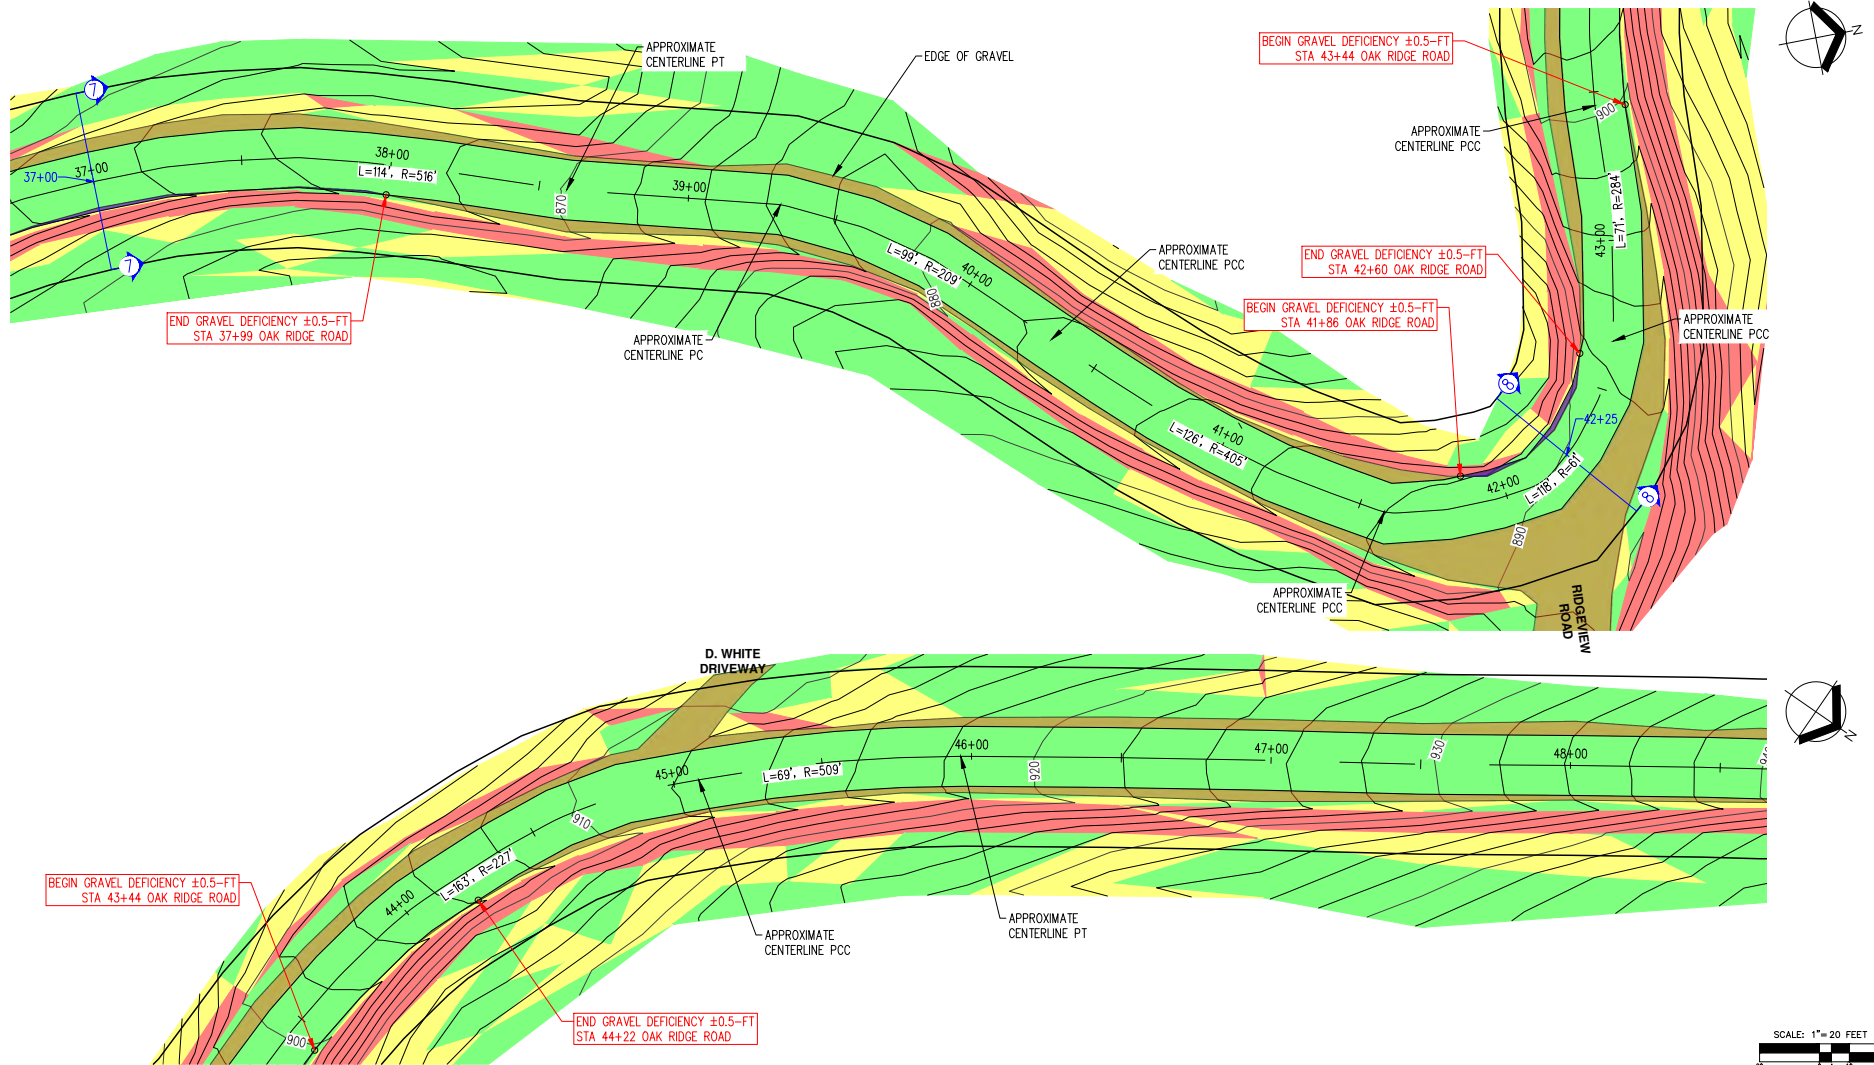 APPROXIMATE
CENTERLINE PT
EDGE OF GRAVEL
BEGIN GRAVEL DEFICIENCY ±0.5-FT
STA 43+44 OAK RIDGE ROAD
N
7
37+00
37+00
38+00
L=114', R=516'
39+00
870
900
APPROXIMATE
CENTERLINE PCC
L=71', R=284'
43+00
7
L=99', R=209'
40+00
880
APPROXIMATE
CENTERLINE PCC
END GRAVEL DEFICIENCY ±0.5-FT
STA 42+60 OAK RIDGE ROAD
BEGIN GRAVEL DEFICIENCY ±0.5-FT
STA 41+86 OAK RIDGE ROAD
END GRAVEL DEFICIENCY ±0.5-FT
STA 37+99 OAK RIDGE ROAD
APPROXIMATE
CENTERLINE PC
APPROXIMATE
CENTERLINE PCC
8
42+25
41+00
L=126', R=405'
42+00
L=118', R=61'
8
890
APPROXIMATE
CENTERLINE PCC
RIDGEVIEW
ROAD
D. WHITE
DRIVEWAY
N
45+00
L=69', R=509'
46+00
920
47+00
930
48+00
910
L=163', R=227'
44+00
BEGIN GRAVEL DEFICIENCY ±0.5-FT
STA 43+44 OAK RIDGE ROAD
APPROXIMATE
CENTERLINE PCC
APPROXIMATE
CENTERLINE PT
END GRAVEL DEFICIENCY ±0.5-FT
STA 44+22 OAK RIDGE ROAD
900
SCALE: 1"=20 FEET